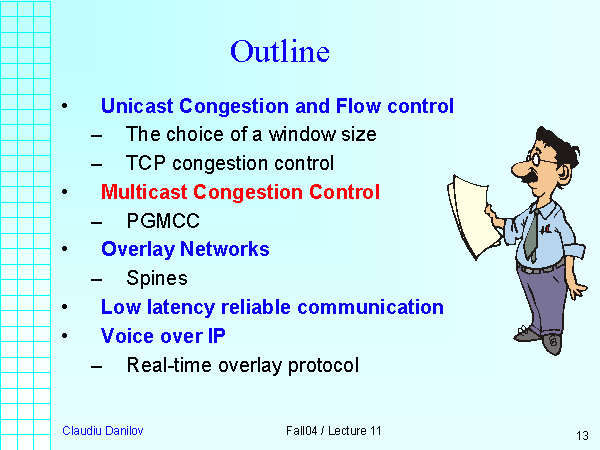 Outline
• Unicast Congestion and Flow control
– The choice of a window size
– TCP congestion control
• Multicast Congestion Control
– PGMCC
• Overlay Networks
– Spines
• Low latency reliable communication
• Voice over IP
– Real-time overlay protocol
Claudiu Danilov
Fall04 / Lecture 11
13